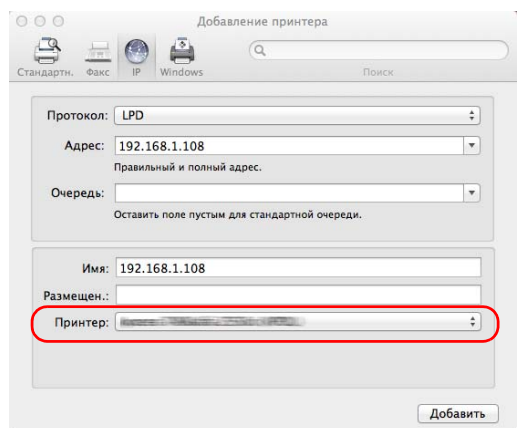 Добавление принтера
Стандартн. Факс IP Windows Поиск
Протокол: LPD
Адрес: 192.168.1.108
Правильный и полный адрес.
Очередь:
Оставить поле пустым для стандартной очереди.
Имя: 192.168.1.108
Размещен.:
Принтер:
Добавить